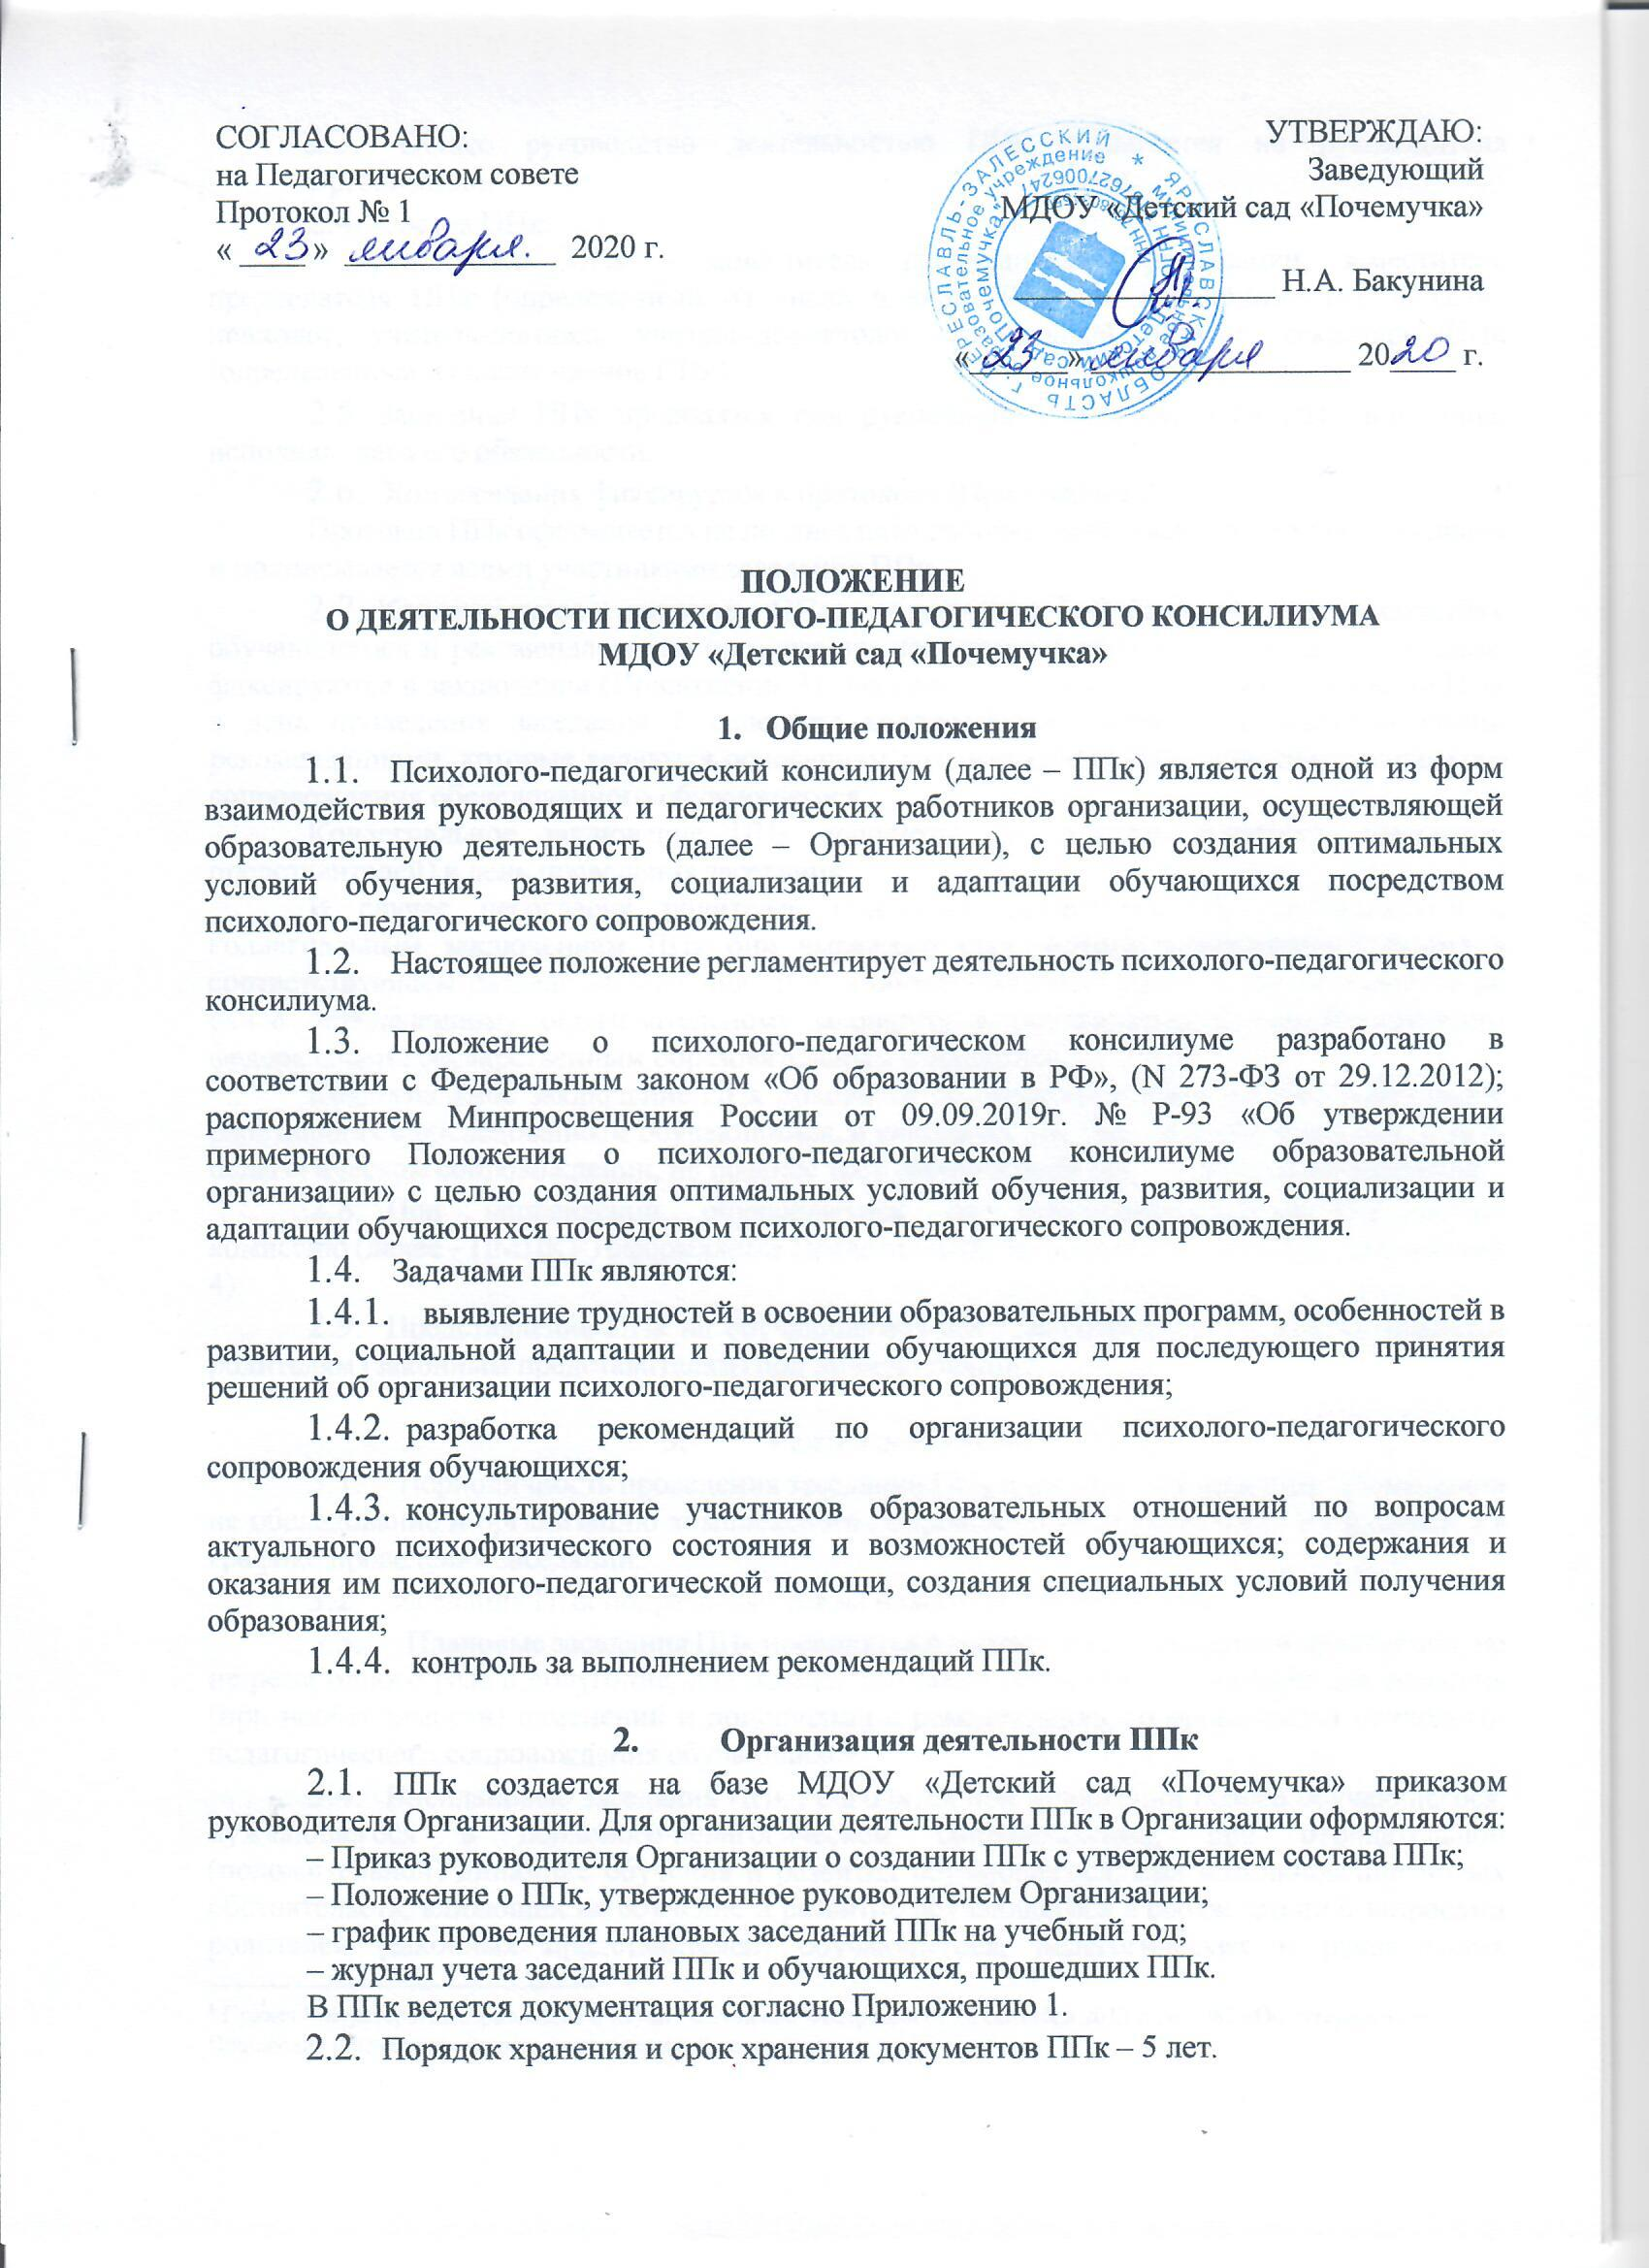 СОГЛАСОВАНО:
на Педагогическом совете
Протокол № 1
« 23 » января. 2020 г.
УТВЕРЖДАЮ:
Заведующий
МДОУ «Детский сад «Почемучка»
Н.А. Бакунина
« 23 » января 2020 г.
ПОЛОЖЕНИЕ
О ДЕЯТЕЛЬНОСТИ ПСИХОЛОГО-ПЕДАГОГИЧЕСКОГО КОНСИЛИУМА
МДОУ «Детский сад «Почемучка»
1. Общие положения
1.1. Психолого-педагогический консилиум (далее – ППк) является одной из форм
взаимодействия руководящих и педагогических работников организации, осуществляющей
образовательную деятельность (далее – Организации), с целью создания оптимальных
условий обучения, развития, социализации и адаптации обучающихся посредством
психолого-педагогического сопровождения.
1.2. Настоящее положение регламентирует деятельность психолого-педагогического
консилиума.
1.3. Положение о психолого-педагогическом консилиуме разработано в
соответствии с Федеральным законом «Об образовании в РФ», (N 273-ФЗ от 29.12.2012);
распоряжением Минпросвещения России от 09.09.2019г. № Р-93 «Об утверждении
примерного Положения о психолого-педагогическом консилиуме образовательной
организации» с целью создания оптимальных условий обучения, развития, социализации и
адаптации обучающихся посредством психолого-педагогического сопровождения.
1.4. Задачами ППк являются:
1.4.1. выявление трудностей в освоении образовательных программ, особенностей в
развитии, социальной адаптации и поведении обучающихся для последующего принятия
решений об организации психолого-педагогического сопровождения;
1.4.2. разработка рекомендаций по организации психолого-педагогического
сопровождения обучающихся;
1.4.3. консультирование участников образовательных отношений по вопросам
актуального психофизического состояния и возможностей обучающихся; содержания и
оказания им психолого-педагогической помощи, создания специальных условий получения
образования;
1.4.4. контроль за выполнением рекомендаций ППк.
2. Организация деятельности ППк
2.1. ППк создается на базе МДОУ «Детский сад «Почемучка» приказом
руководителя Организации. Для организации деятельности ППк в Организации оформляются:
– Приказ руководителя Организации о создании ППк с утверждением состава ППк;
– Положение о ППк, утвержденное руководителем Организации;
– график проведения плановых заседаний ППк на учебный год;
– журнал учета заседаний ППк и обучающихся, прошедших ППк.
В ППк ведется документация согласно Приложению 1.
2.2. Порядок хранения и срок хранения документов ППк – 5 лет.